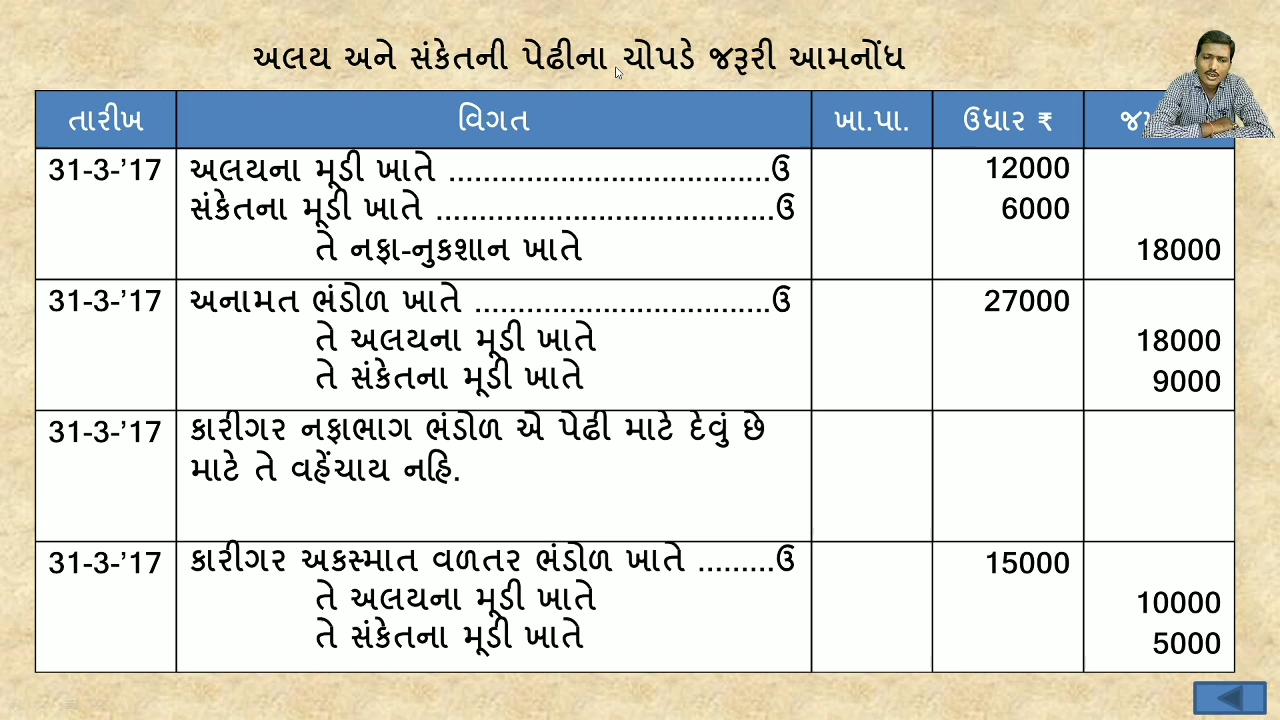 અલય અને સંકેતની પેઢીના ચોપડે જરૂરી આમનોંધ
તારીખ વિગત ખા.પા. ઉધાર ₹
31-3-’17 અલયના મૂડી ખાતે .....................................ઉ 12000
સંકેતના મૂડી ખાતે .......................................ઉ 6000
તે નફા-નુકશાન ખાતે 18000
31-3-’17 અનામત ભંડોળ ખાતે ..................................ઉ 27000
તે અલયના મૂડી ખાતે 18000
તે સંકેતના મૂડી ખાતે 9000
31-3-’17 કારીગર નફાભાગ ભંડોળ એ પેઢી માટે દેવું છે
માટે તે વહેંચાય નહિ.
31-3-’17 કારીગર અકસ્માત વળતર ભંડોળ ખાતે .........ઉ 15000
તે અલયના મૂડી ખાતે 10000
તે સંકેતના મૂડી ખાતે 5000